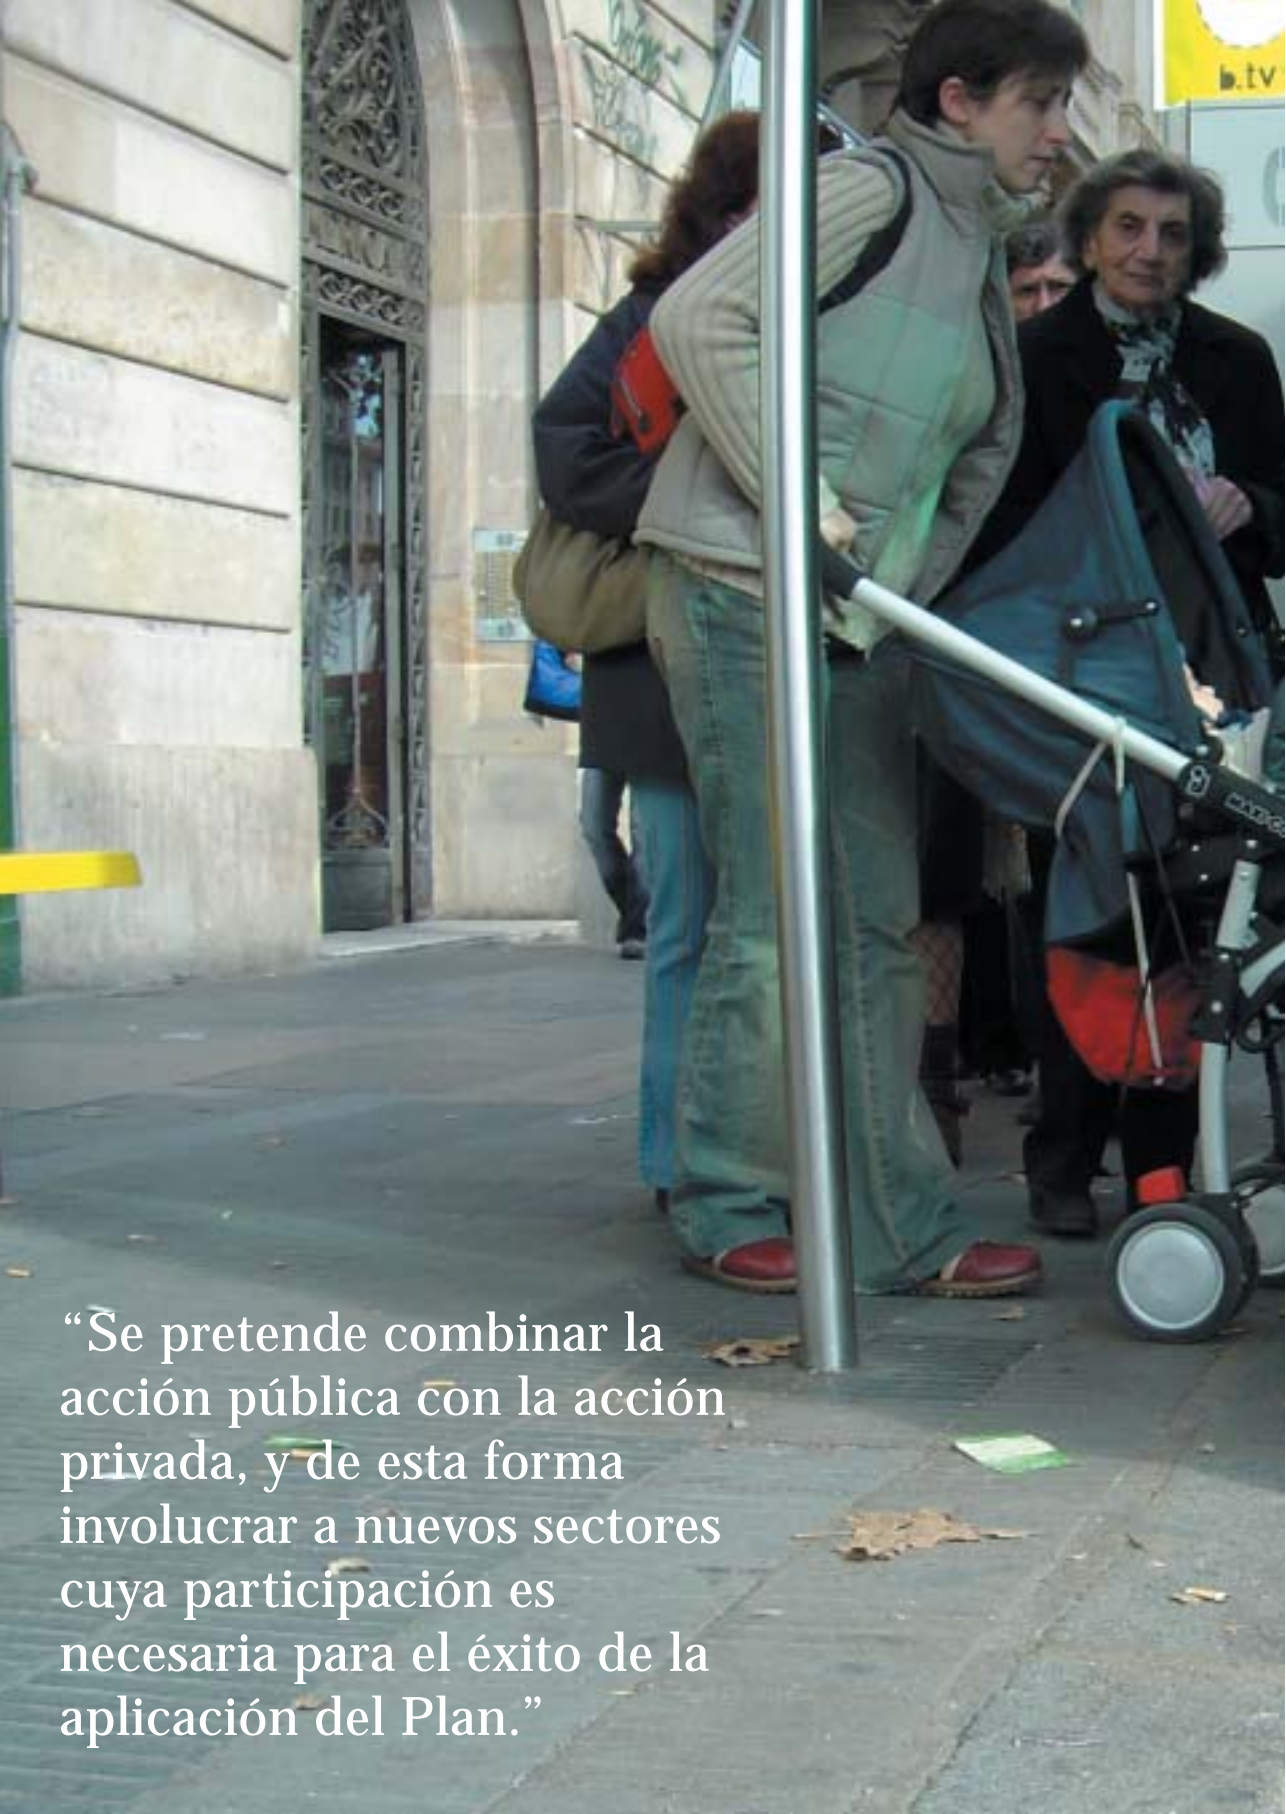 b.tv
“Se pretende combinar la
acción pública con la acción
privada, y de esta forma
involucrar a nuevos sectores
cuya participación es
necesaria para el éxito de la
aplicación del Plan.”